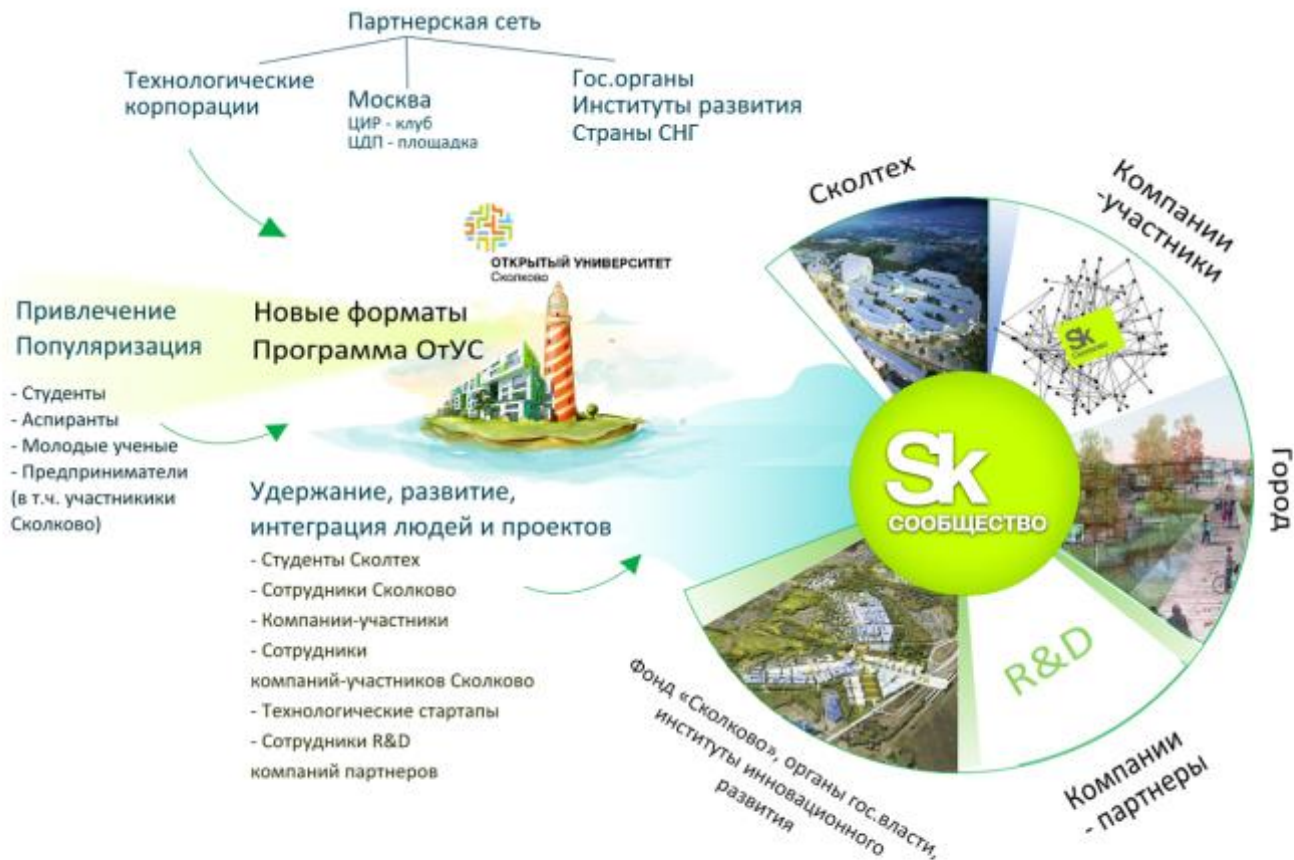 Партнерская сеть
Технологические
корпорации
Москва
ЦИР - клуб
ЦДП - площадка
Гос.органы
Институты развития
Страны СНГ
ОТКРЫТЫЙ УНИВЕРСИТЕТ
Сколково
Привлечение
Популяризация
- Студенты
- Аспиранты
- Молодые ученые
- Предприниматели
(в т.ч. участникики
Сколково)
Новые форматы
Программа ОтУС
Удержание, развитие,
интеграция людей и проектов
- Студенты Сколтех
- Сотрудники Сколково
- Компании-участники
- Сотрудники
компаний-участников Сколково
- Технологические стартапы
- Сотрудники R&D
компаний партнеров
Сколтех
Компании
-участники
Sk
Сколково
Город
Sk
СООБЩЕСТВО
R&D
Компании
- партнеры
Фонд «Сколково», органы гос.власти,
институты инновационного
развития